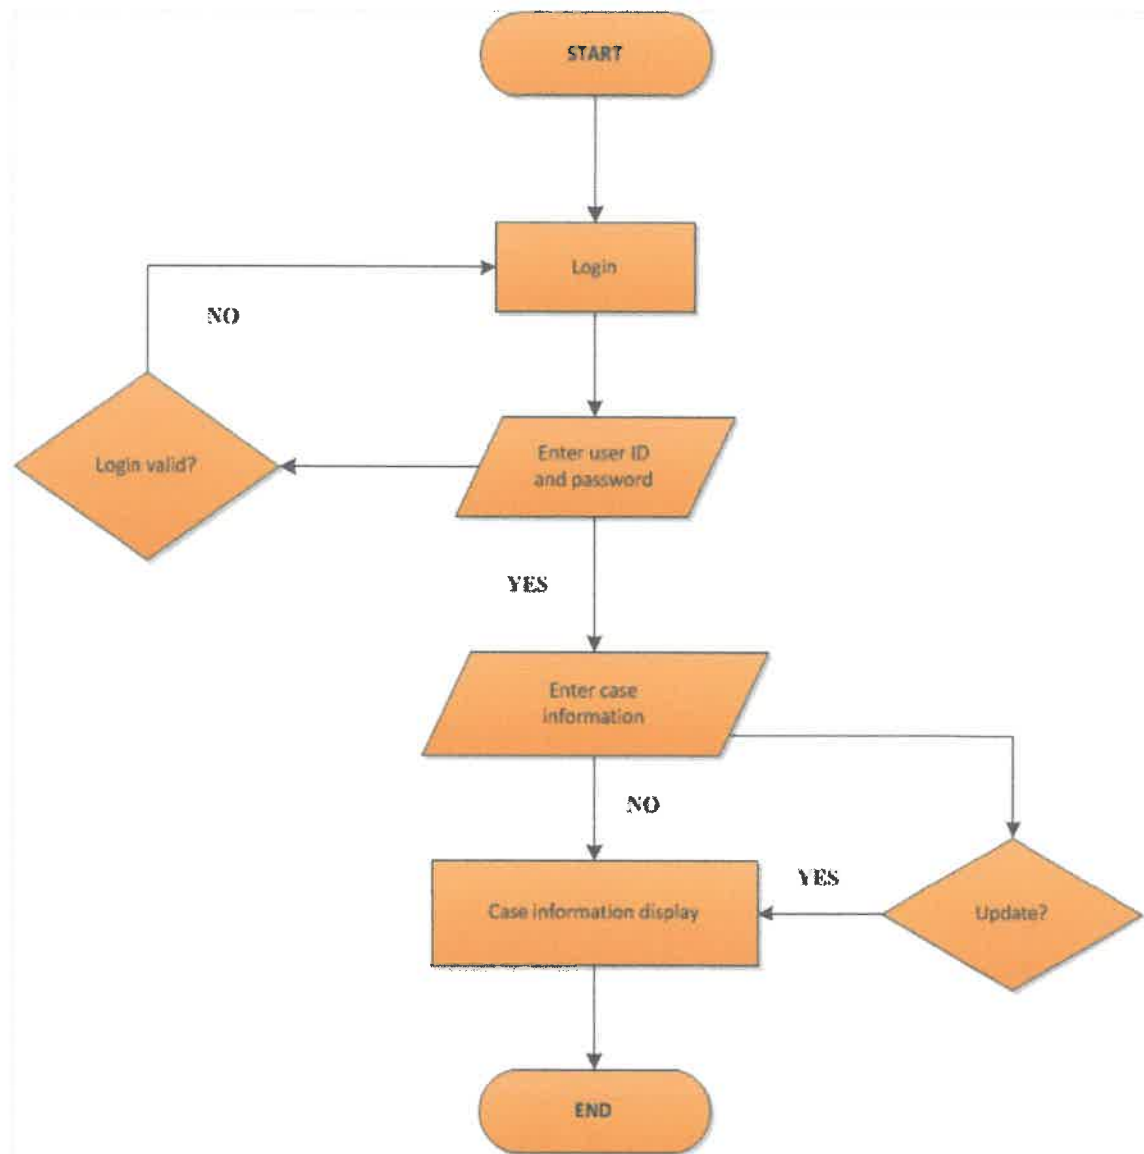 START
Login
NO
Login valid?
Enter user ID
and password
YES
Enter case
information
NO
YES
Case information display
Update?
END